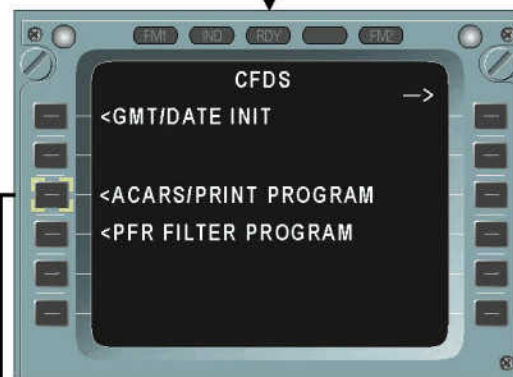 FM1 IND RDY FM2
CFDS
-->
<GMT/DATE INIT
<ACARS/PRINT PROGRAM
<PFR FILTER PROGRAM